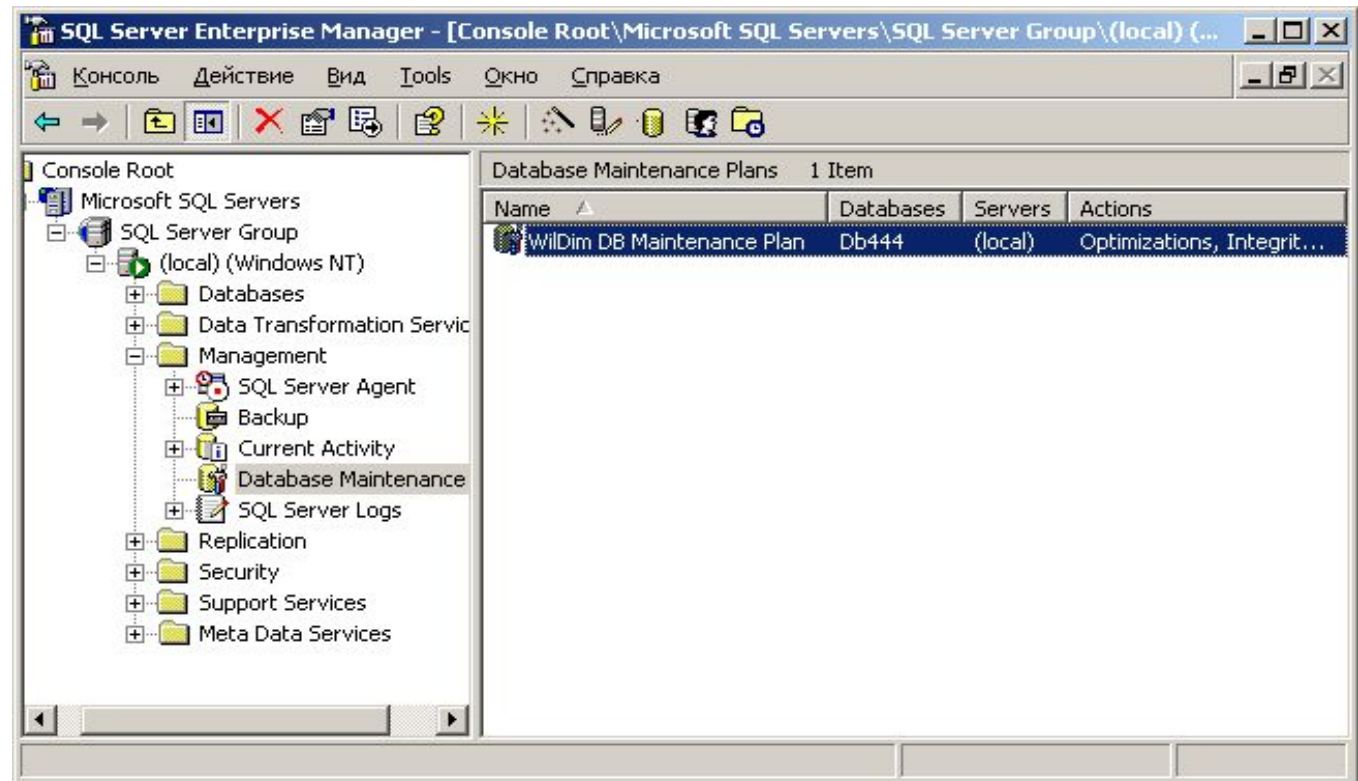 SQL Server Enterprise Manager - [Console Root\Microsoft SQL Servers\SQL Server Group\(local) (...
Консоль Действие Вид Tools Окно Справка
Console Root
Microsoft SQL Servers
SQL Server Group
(local) (Windows NT)
Databases
Data Transformation Servic
Management
SQL Server Agent
Backup
Current Activity
Database Maintenance
SQL Server Logs
Replication
Security
Support Services
Meta Data Services
Database Maintenance Plans 1 Item
Name Databases Servers Actions
WilDim DB Maintenance Plan Db444 (local) Optimizations, Integrit...